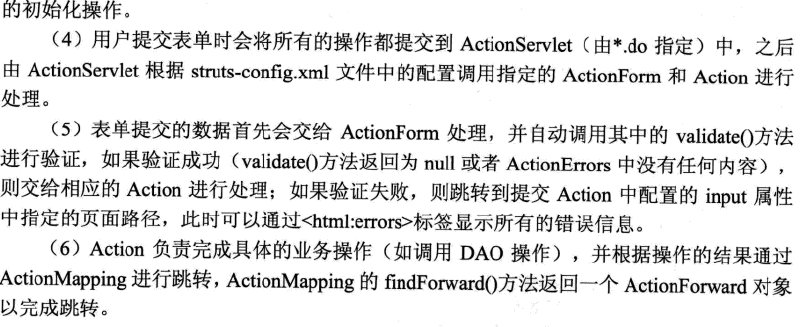 的初始化操作。
（4）用户提交表单时会将所有的操作都提交到 ActionServlet（由*.do 指定）中，之后
由 ActionServlet 根据 struts-config.xml 文件中的配置调用指定的 ActionForm 和 Action 进行
处理。
（5）表单提交的数据首先会交给 ActionForm 处理，并自动调用其中的 validate()方法
进行验证，如果验证成功（validate()方法返回为 null 或者 ActionErrors 中没有任何内容），
则交给相应的 Action 进行处理；如果验证失败，则跳转到提交 Action 中配置的 input 属性
中指定的页面路径，此时可以通过<html:errors>标签显示所有的错误信息。
（6）Action 负责完成具体的业务操作（如调用 DAO 操作），并根据操作的结果通过
ActionMapping 进行跳转，ActionMapping 的 findForward()方法返回一个 ActionForward 对象
以完成跳转。